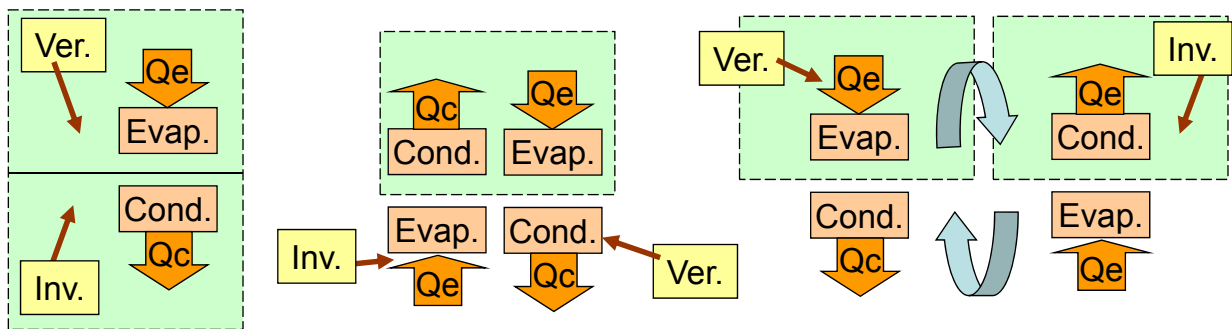 Ver.
Qe
Evap.
Cond.
Qc
Inv.
Qc
Qe
Cond.
Evap.
Evap.
Cond.
Inv.
Qe
Qc
Ver.
Ver.
Qe
Evap.
Qe
Cond.
Inv.
Cond.
Qc
Evap.
Qe